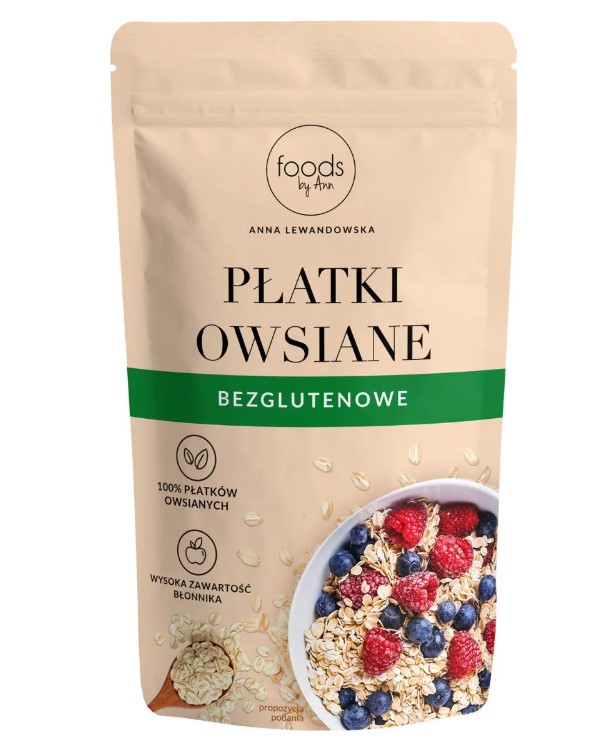 foods
by Ann
ANNA LEWANDOWSKA
PŁATKI
OWSIANE
BEZGLUTENOWE
100% PŁATKÓW
OWSIANYCH
WYSOKA ZAWARTOŚĆ
BŁONNIKA
propozycja
podania